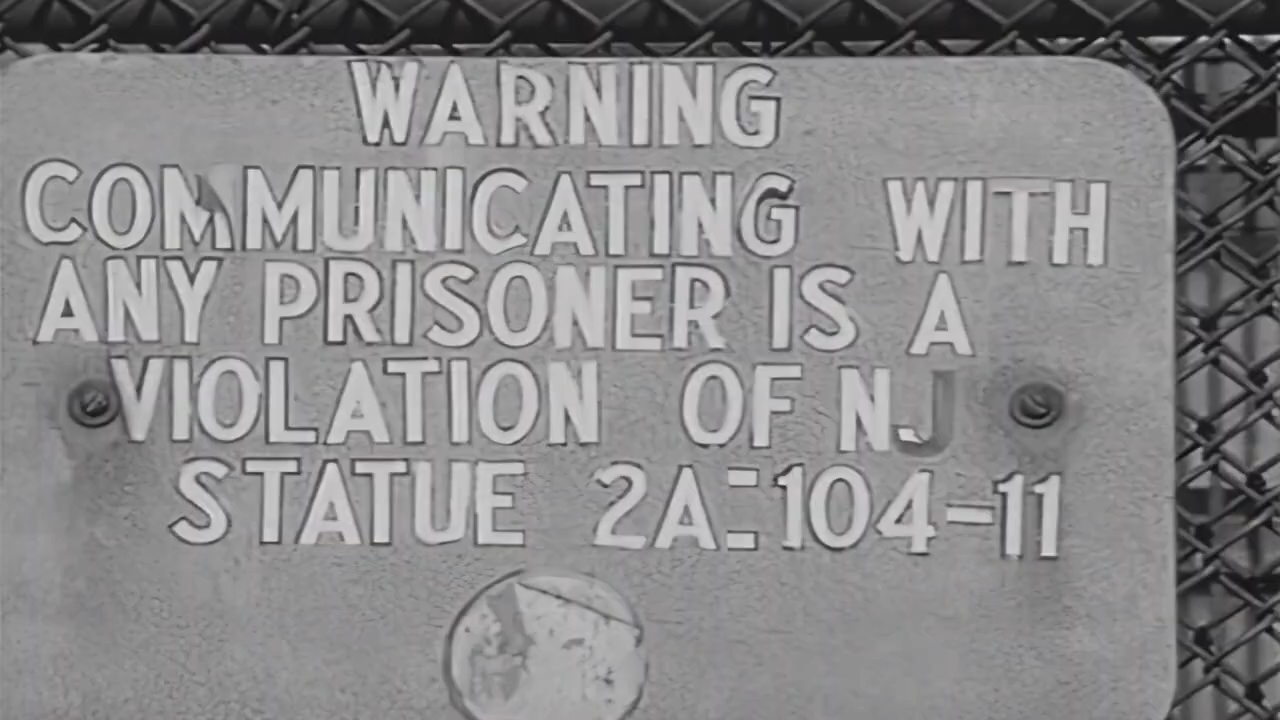 WARNING
COMMUNICATING WITH
ANY PRISONER IS A
VIOLATION OF NJ
STATUE 2A:104-11